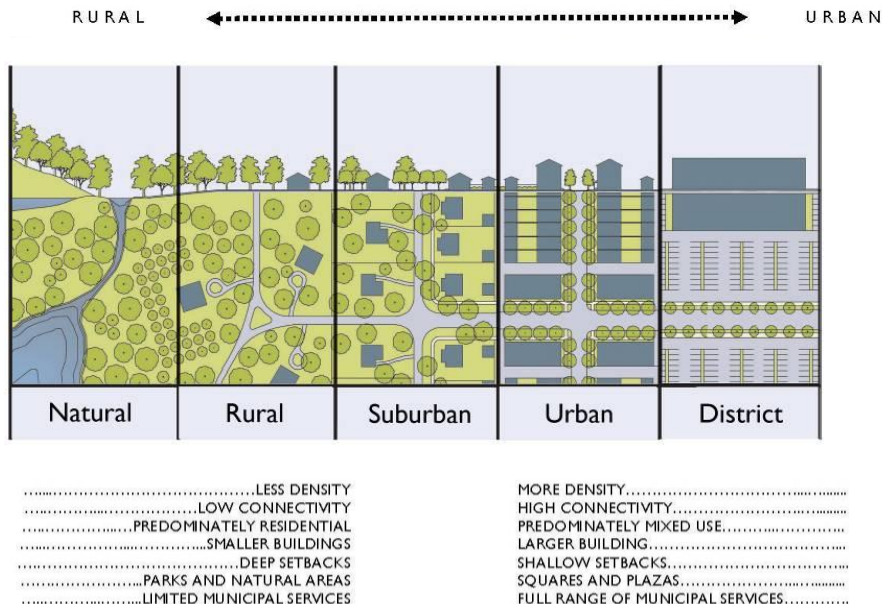 RURAL URBAN
Natural Rural Suburban Urban District
......................................LESS DENSITY
......................................LOW CONNECTIVITY
......................................PREDOMINATELY RESIDENTIAL
......................................SMALLER BUILDINGS
......................................DEEP SETBACKS
......................................PARKS AND NATURAL AREAS
......................................LIMITED MUNICIPAL SERVICES
MORE DENSITY......................................
HIGH CONNECTIVITY......................................
PREDOMINATELY MIXED USE......................................
LARGER BUILDING......................................
SHALLOW SETBACKS......................................
SQUARES AND PLAZAS......................................
FULL RANGE OF MUNICIPAL SERVICES.............